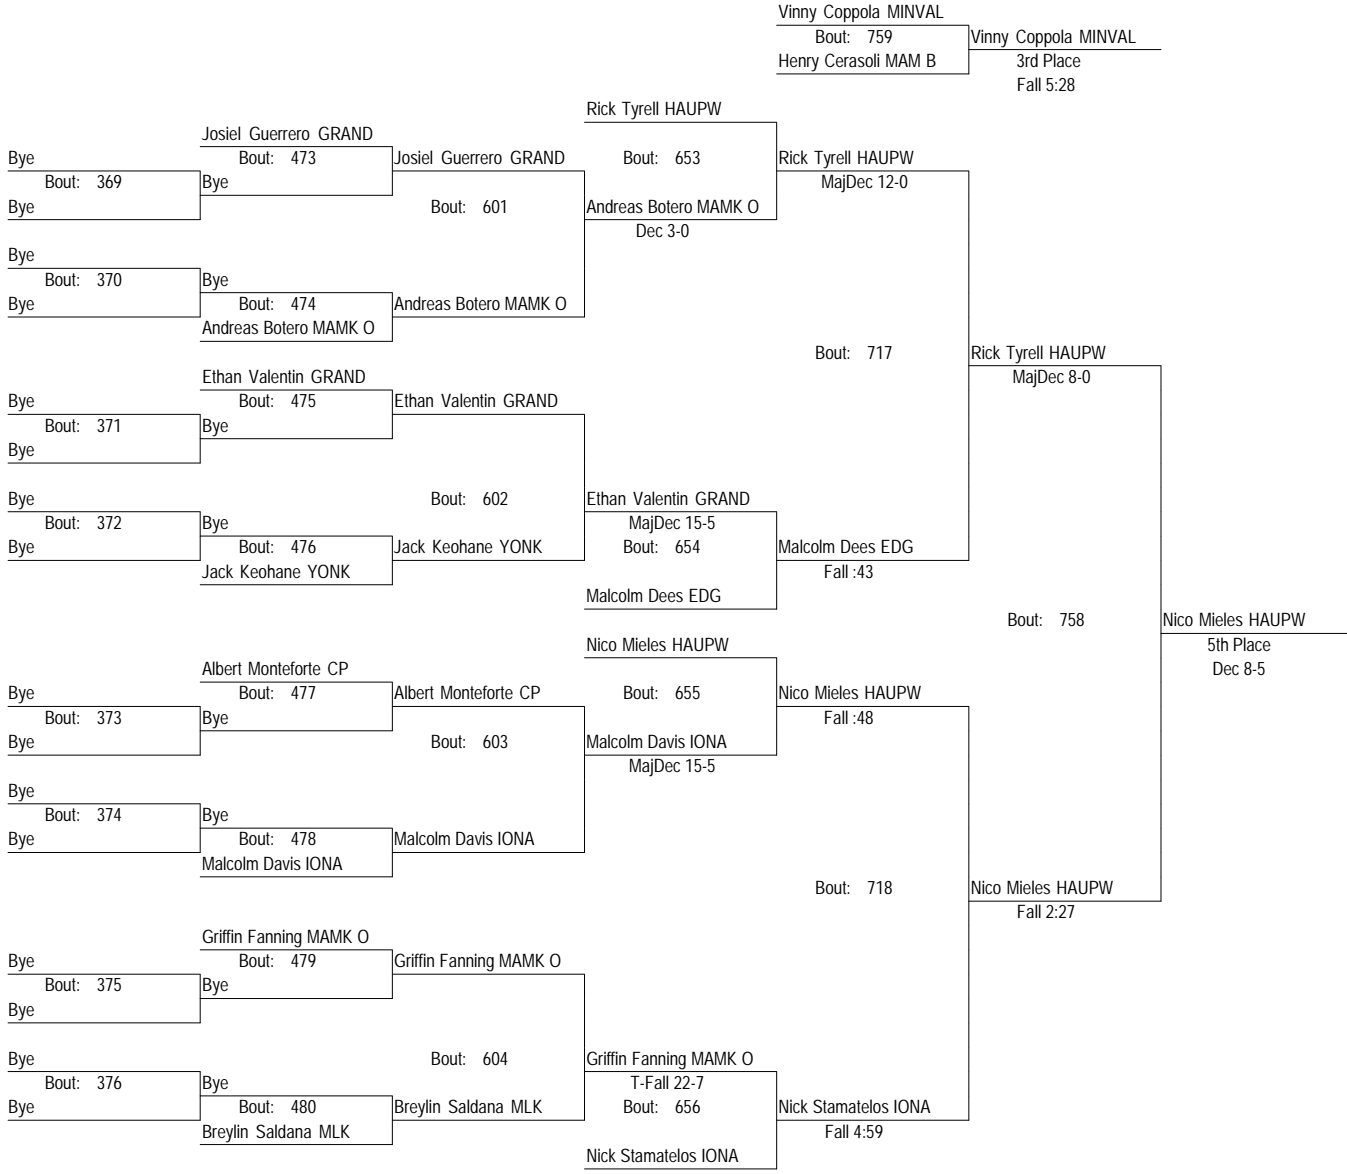 Vinny Coppola MINVAL
Bout: 759
Vinny Coppola MINVAL
Henry Cerasoli MAM B
3rd Place
Fall 5:28
Rick Tyrell HAUPW
Josiel Guerrero GRAND
Bye
Bout: 473
Josiel Guerrero GRAND
Bout: 653
Rick Tyrell HAUPW
Bout: 369
Bye
MajDec 12-0
Bye
Bout: 601
Andreas Botero MAMK O
Dec 3-0
Bye
Bout: 370
Bye
Bye
Bout: 474
Andreas Botero MAMK O
Andreas Botero MAMK O
Bout: 717
Rick Tyrell HAUPW
MajDec 8-0
Ethan Valentin GRAND
Bye
Bout: 475
Ethan Valentin GRAND
Bout: 371
Bye
Bye
Bye
Bout: 602
Ethan Valentin GRAND
Bout: 372
Bye
MajDec 15-5
Bye
Bout: 476
Jack Keohane YONK
Bout: 654
Malcolm Dees EDG
Jack Keohane YONK
Fall :43
Malcolm Dees EDG
Bout: 758
Nico Mieles HAUPW
5th Place
Dec 8-5
Nico Mieles HAUPW
Albert Monteforte CP
Bye
Bout: 477
Albert Monteforte CP
Bout: 655
Nico Mieles HAUPW
Bout: 373
Bye
Fall :48
Bye
Bout: 603
Malcolm Davis IONA
MajDec 15-5
Bye
Bout: 374
Bye
Bye
Bout: 478
Malcolm Davis IONA
Malcolm Davis IONA
Bout: 718
Nico Mieles HAUPW
Fall 2:27
Griffin Fanning MAMK O
Bye
Bout: 479
Griffin Fanning MAMK O
Bout: 375
Bye
Bye
Bye
Bout: 604
Griffin Fanning MAMK O
Bout: 376
Bye
T-Fall 22-7
Bye
Bout: 480
Breylin Saldana MLK
Bout: 656
Nick Stamatelos IONA
Breylin Saldana MLK
Fall 4:59
Nick Stamatelos IONA